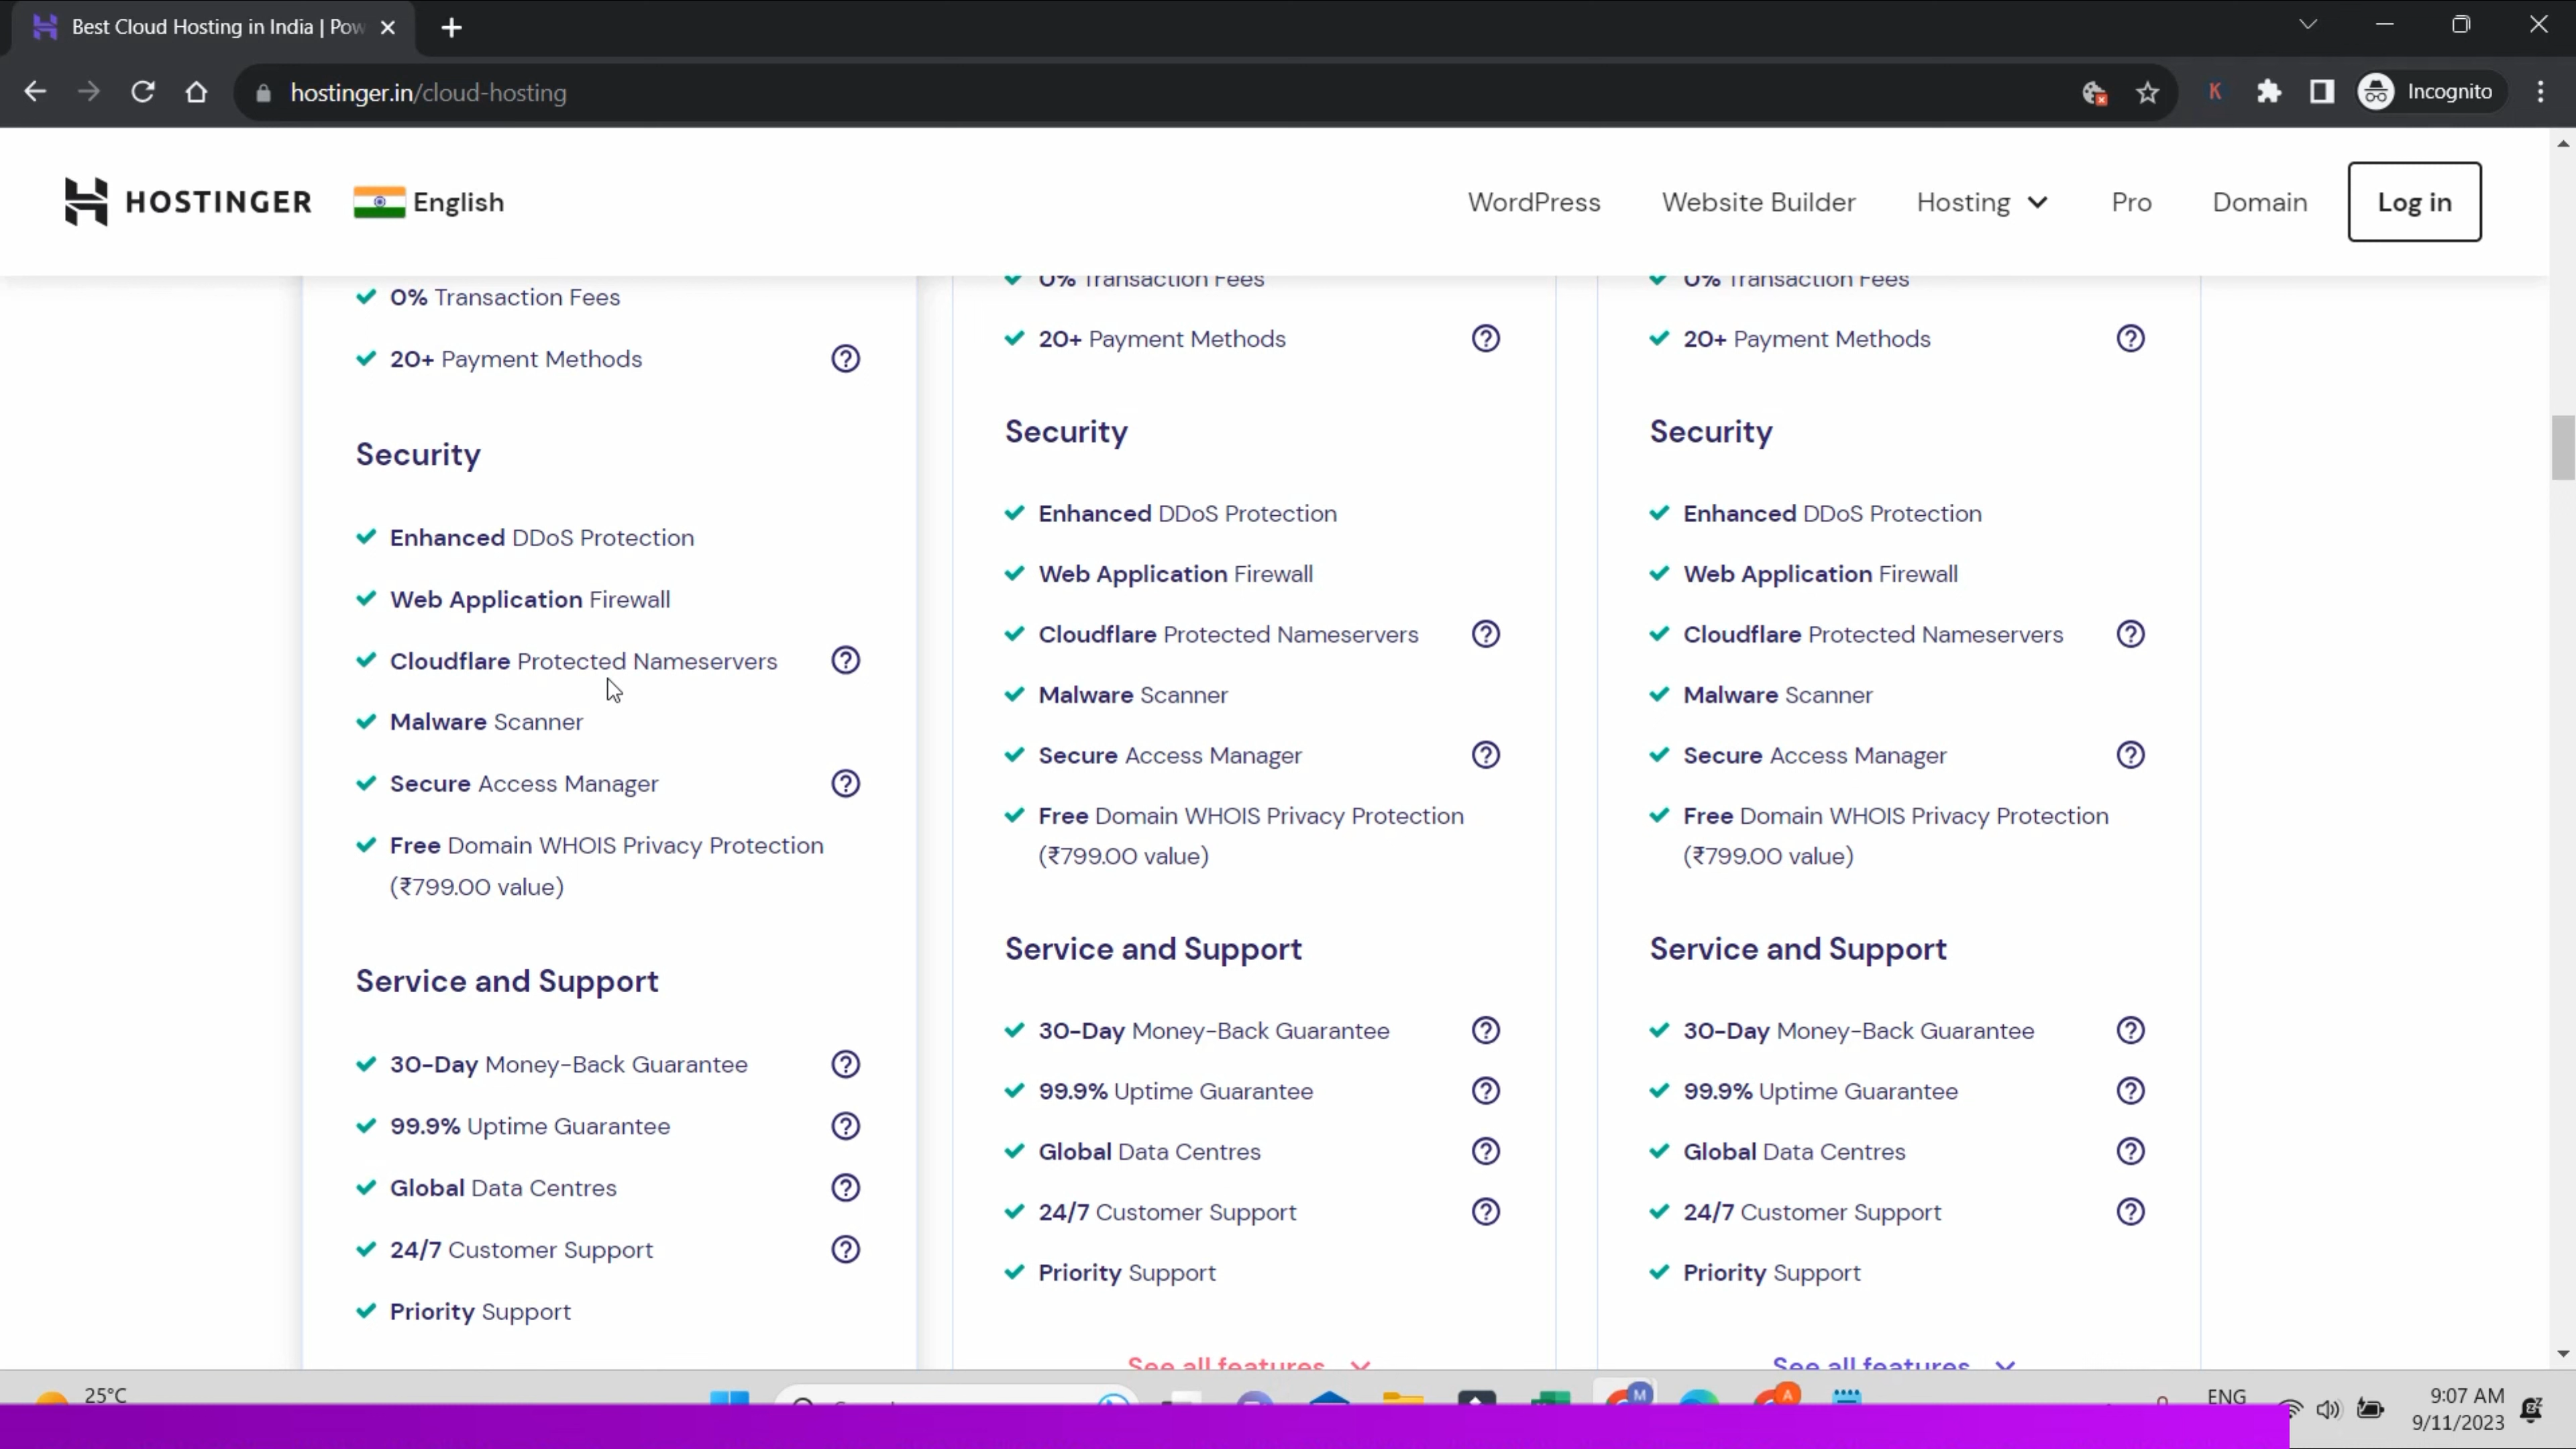 Best Cloud Hosting in India | Pow
hostinger.in/cloud-hosting
K
Incognito
HOSTINGER
English
WordPress
Website Builder
Hosting
Pro
Domain
Log in
0% Transaction Fees
20+ Payment Methods
Security
Enhanced DDoS Protection
Web Application Firewall
Cloudflare Protected Nameservers
Malware Scanner
Secure Access Manager
Free Domain WHOIS Privacy Protection
(₹799.00 value)
Service and Support
30-Day Money-Back Guarantee
99.9% Uptime Guarantee
Global Data Centres
24/7 Customer Support
Priority Support
0% Transaction Fees
20+ Payment Methods
Security
Enhanced DDoS Protection
Web Application Firewall
Cloudflare Protected Nameservers
Malware Scanner
Secure Access Manager
Free Domain WHOIS Privacy Protection
(₹799.00 value)
Service and Support
30-Day Money-Back Guarantee
99.9% Uptime Guarantee
Global Data Centres
24/7 Customer Support
Priority Support
See all features
0% Transaction Fees
20+ Payment Methods
Security
Enhanced DDoS Protection
Web Application Firewall
Cloudflare Protected Nameservers
Malware Scanner
Secure Access Manager
Free Domain WHOIS Privacy Protection
(₹799.00 value)
Service and Support
30-Day Money-Back Guarantee
99.9% Uptime Guarantee
Global Data Centres
24/7 Customer Support
Priority Support
See all features
25°C
M
A
ENG
9:07 AM
9/11/2023